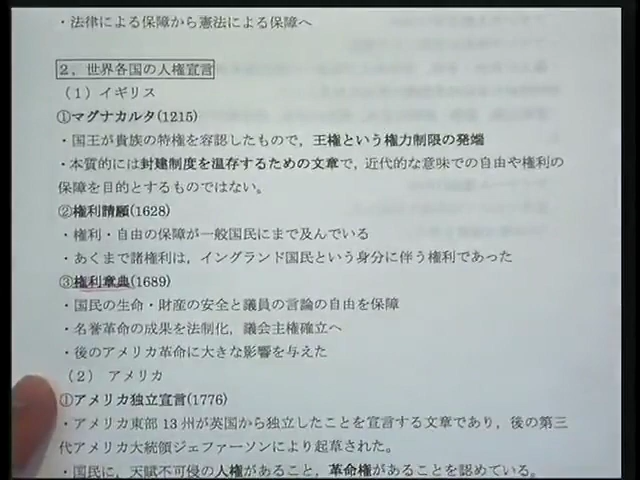 ・法律による保障から憲法による保障へ
2，世界各国の人権宣言
（1）イギリス
①マグナカルタ(1215)
・国王が貴族の特権を容認したもので，王権という権力制限の発端
・本質的には封建制度を温存するための文章で，近代的な意味での自由や権利の
保障を目的とするものではない。
②権利請願(1628)
・権利・自由の保障が一般国民にまで及んでいる
・あくまで諸権利は，イングランド国民という身分に伴う権利であった
③権利章典(1689)
・国民の生命・財産の安全と議員の言論の自由を保障
・名誉革命の成果を法制化，議会主権確立へ
・後のアメリカ革命に大きな影響を与えた
（2） アメリカ
①アメリカ独立宣言(1776)
・アメリカ東部 13 州が英国から独立したことを宣言する文章であり，後の第三
代アメリカ大統領ジェファーソンにより起草された。
・国民に，天賦不可侵の人権があること，革命権があることを認めている。